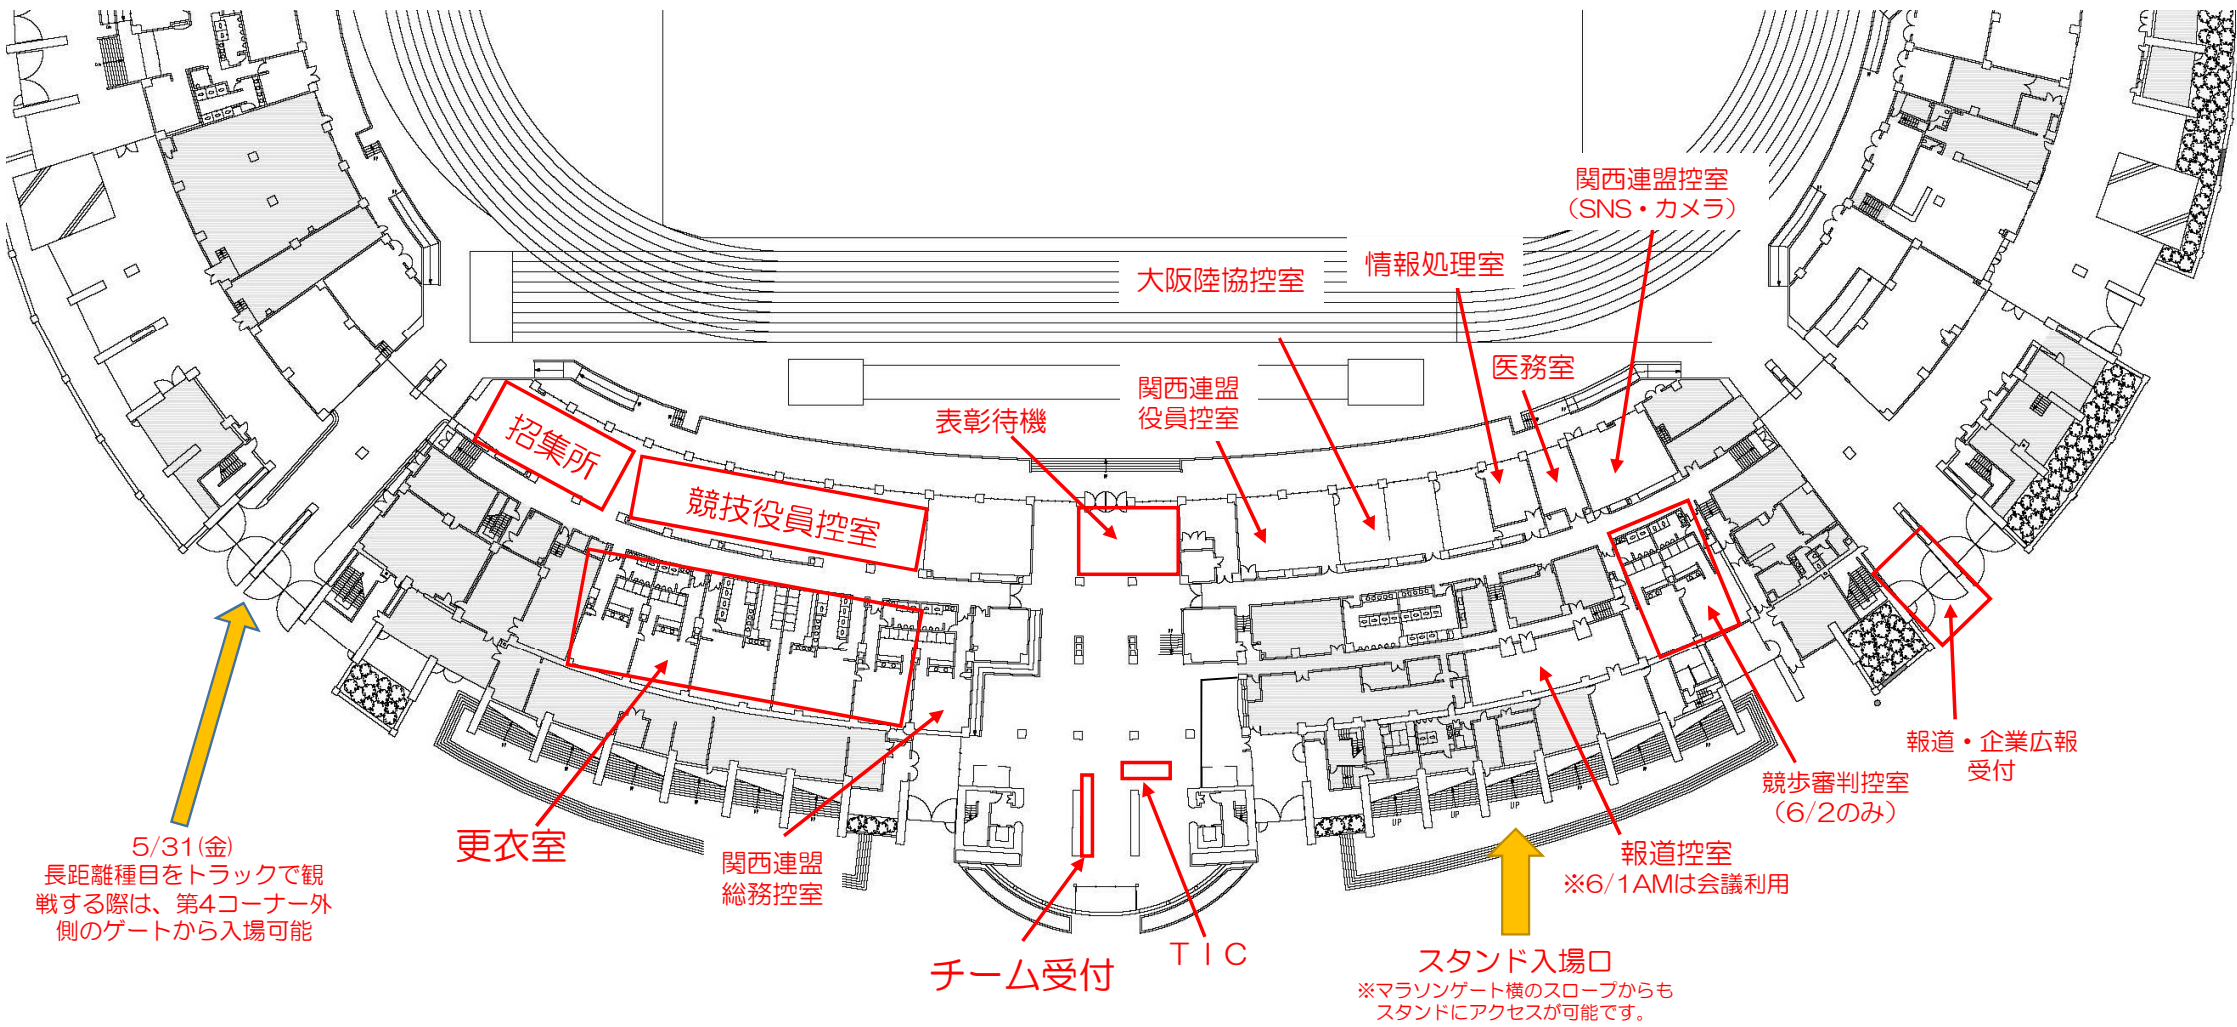 関西連盟控室
（SNS・カメラ）
情報処理室
大阪陸協控室
医務室
関西連盟
役員控室
表彰待機
招集所
競技役員控室
報道・企業広報
受付
競歩審判控室
（6/2のみ）
報道控室
※6/1AMは会議利用
更衣室
関西連盟
総務控室
5/31(金)
長距離種目をトラックで観
戦する際は、第4コーナー外
側のゲートから入場可能
チーム受付
ＴＩＣ
スタンド入場口
※マラソンゲート横のスロープからも
スタンドにアクセスが可能です。
UP
UP
UP